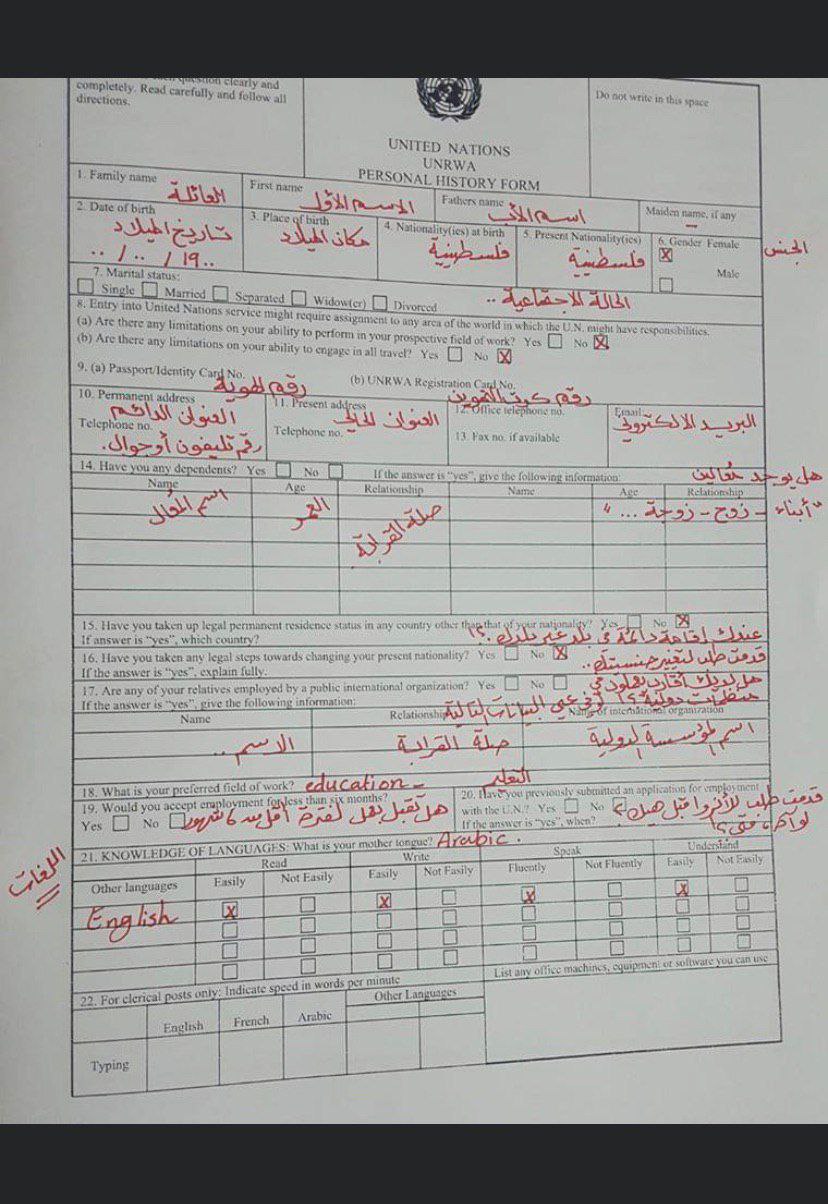 question clearly and
completely. Read carefully and follow all
directions.
Do not write in this space
UNITED NATIONS
UNRWA
PERSONAL HISTORY FORM
1. Family name العائلة
First name الاسم الأول
Fathers name اسم الأب
Maiden name, if any –
2. Date of birth تاريخ الميلاد
../../19..
3. Place of birth
مكان الميلاد
4. Nationality(ies) at birth
فلسطينية
5. Present Nationality(ies)
فلسطينية
6. Gender Female الجنس
X
Male
7. Marital status:
Single Married Separated Widow(er) Divorced الحالة الاجتماعية ..
8. Entry into United Nations service might require assignment to any area of the world in which the U.N. might have responsibilities.
(a) Are there any limitations on your ability to perform in your prospective field of work? Yes No X
(b) Are there any limitations on your ability to engage in all travel? Yes No X
9. (a) Passport/Identity Card No. رقم الهوية
(b) UNRWA Registration Card No. رقم كرت التموين
10. Permanent address
العنوان الدائم
Telephone no.
رقم تليفون أو جوال.
11. Present address
العنوان الحالي
Telephone no.
12. Office telephone no.
13. Fax no. if available
Email:
البريد الالكتروني
14. Have you any dependents? Yes No If the answer is "yes", give the following information: هل يوجد معالين
Name Age Relationship Name Age Relationship
اسم المعال العمر صلة القرابة "أبناء - زوج - زوجة ... "
15. Have you taken up legal permanent residence status in any country other than that of your nationality? Yes No X
If answer is "yes", which country? عندك إقامة دائمة في بلد غير بلدك ؟!
16. Have you taken any legal steps towards changing your present nationality? Yes No X قدمت طلب لتغيير جنسيتك ..
If the answer is "yes", explain fully.
17. Are any of your relatives employed by a public international organization? Yes No هل لديك أقارب يعملون في
If the answer is "yes", give the following information: منظمات دولية ؟! البيانات التالية
Name Relationship Name of international organization
الاسم .. صلة القرابة اسم المؤسسة الدولية
18. What is your preferred field of work? education – التعليم
19. Would you accept employment for less than six months?
Yes No هل تقبل بعمل لفترة أقل من 6 شهور
20. Have you previously submitted an application for employment
with the U.N.? Yes No قدمت طلب للأنروا قبل هيك ؟
If the answer is "yes", when?
21. KNOWLEDGE OF LANGUAGES: What is your mother tongue? Arabic .
اللغات
Read Write Speak Understand
Other languages Easily Not Easily Easily Not Easily Fluently Not Fluently Easily Not Easily
English X X X X
22. For clerical posts only: Indicate speed in words per minute
List any office machines, equipment or software you can use
English French Arabic Other Languages
Typing